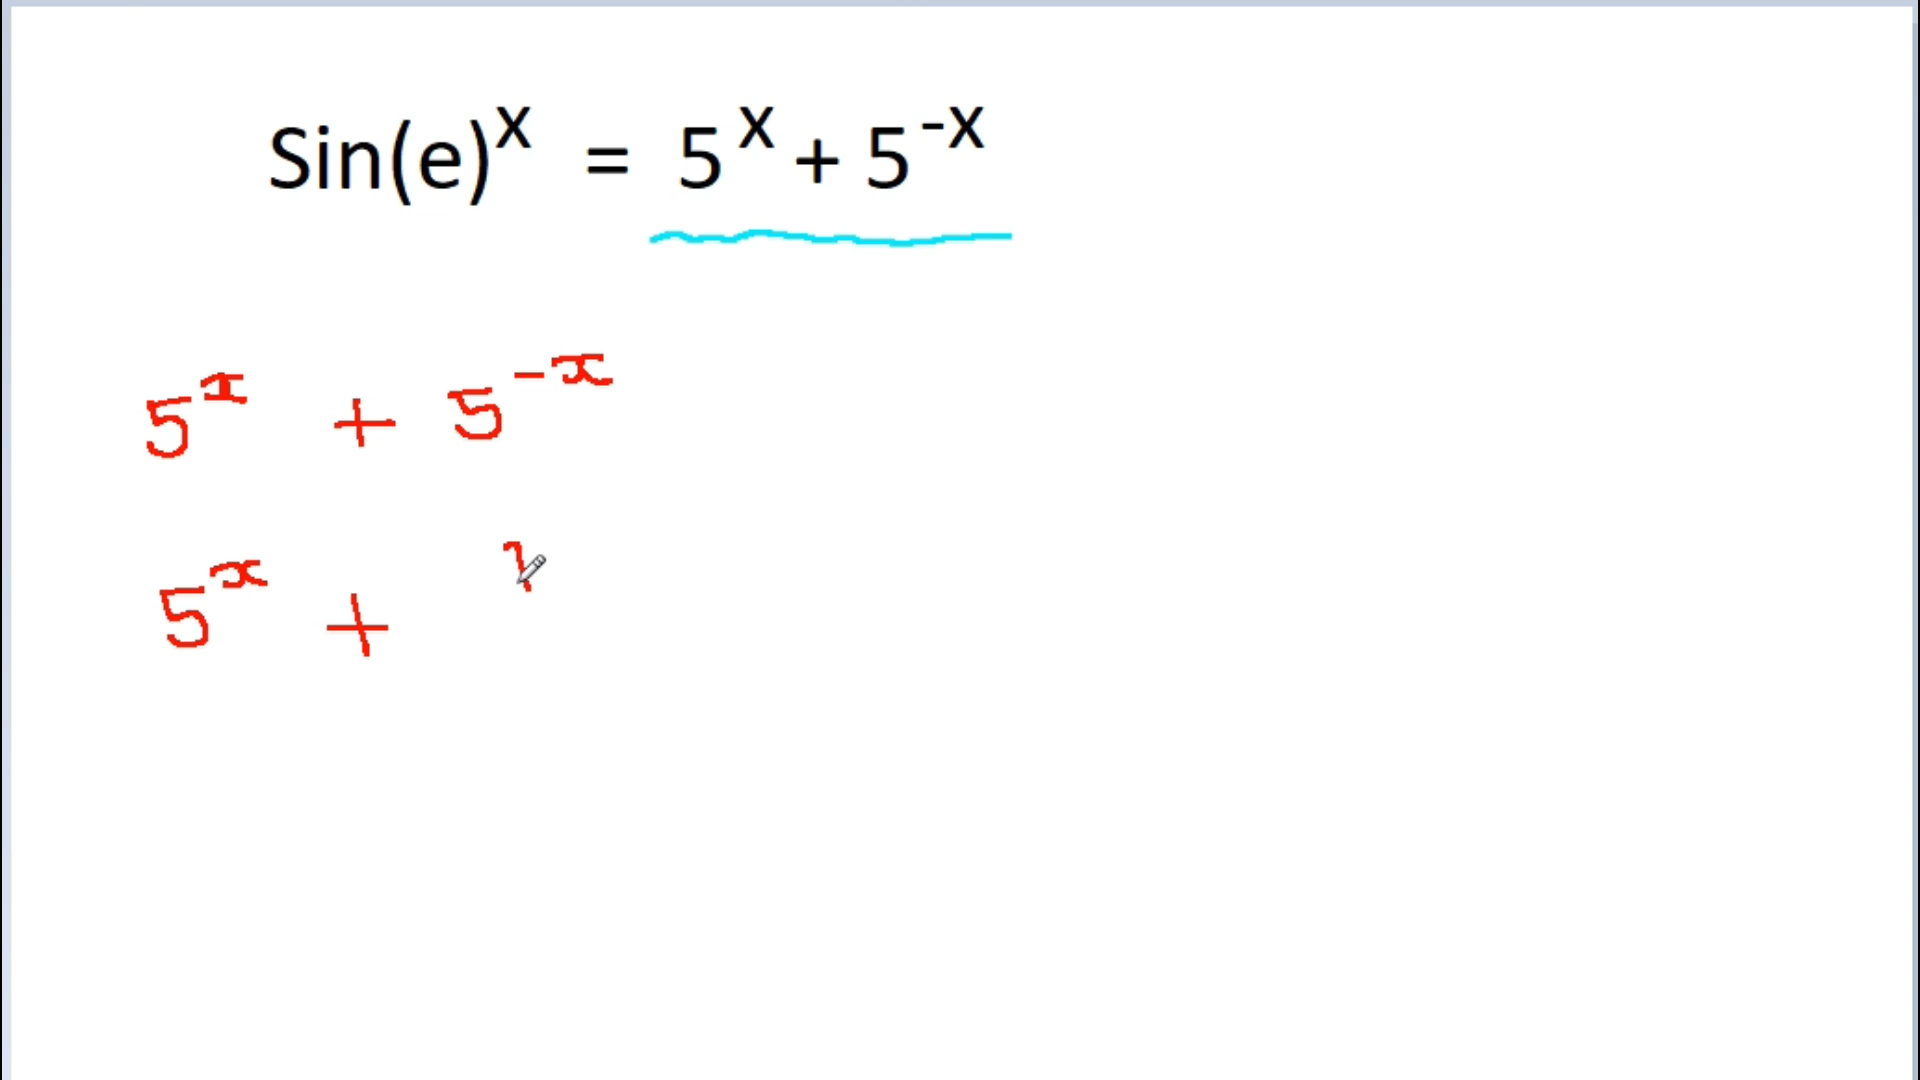 Sin(e)^x = 5^x + 5^-x
5^x + 5^-x
5^x +